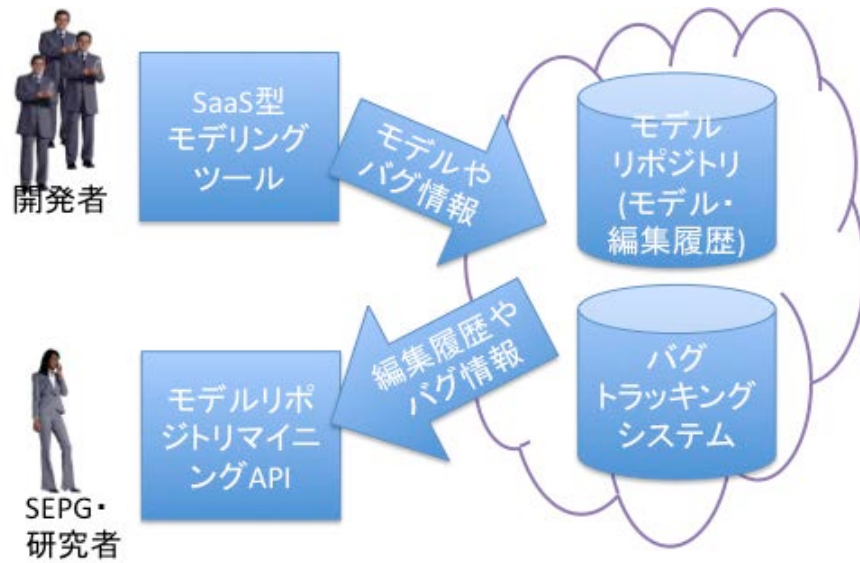 開発者
SaaS型
モデリング
ツール
モデルや
バグ情報
モデル
リポジトリ
(モデル・
編集履歴)
SEPG・
研究者
モデルリポ
ジトリマイニ
ングAPI
編集履歴や
バグ情報
バグ
トラッキング
システム